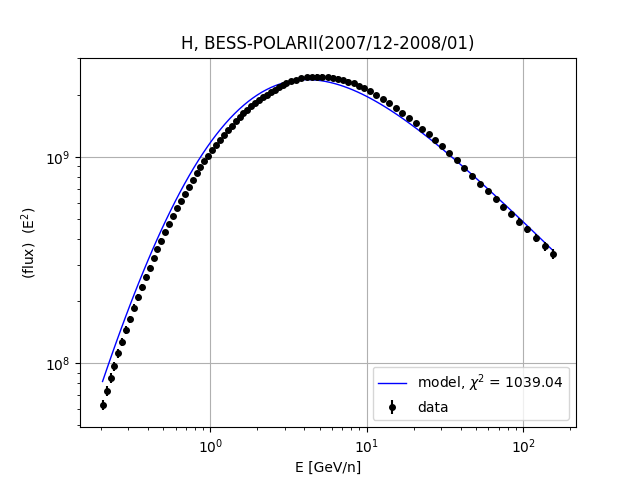 H, BESS-POLARII(2007/12-2008/01)
(flux) (E²)
10⁹
10⁸
model, χ² = 1039.04
data
10⁰ 10¹ 10²
E [GeV/n]